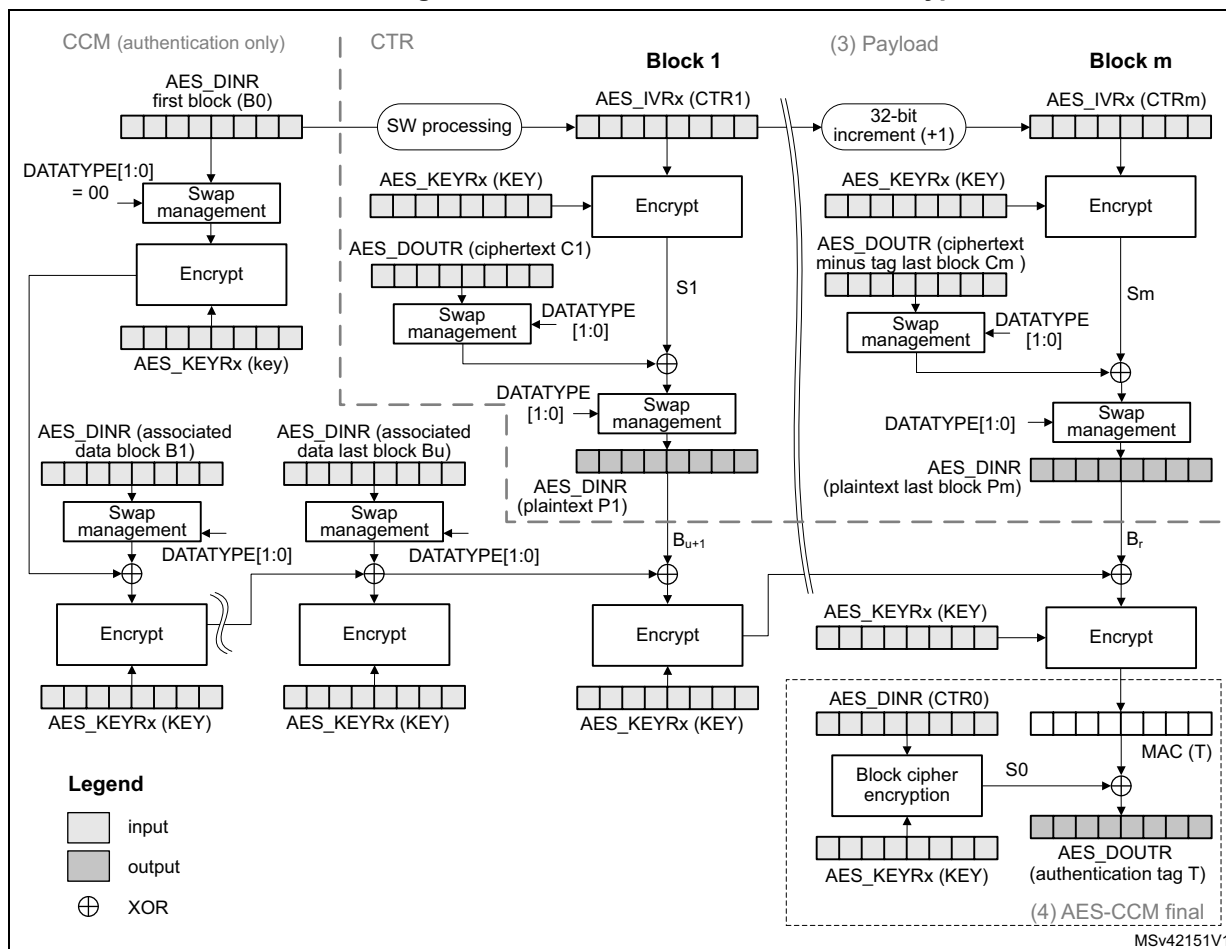 CCM (authentication only)
CTR
(3) Payload
Block 1
Block m
AES_DINR
first block (B0)
AES_IVRx (CTR1)
AES_IVRx (CTRm)
SW processing
32-bit
increment (+1)
DATATYPE[1:0]
= 00
Swap
management
AES_KEYRx (KEY)
Encrypt
AES_KEYRx (KEY)
Encrypt
Encrypt
AES_DOUTR (ciphertext C1)
AES_DOUTR (ciphertext
minus tag last block Cm )
S1
Sm
Swap
management
DATATYPE
[1:0]
Swap
management
DATATYPE
[1:0]
AES_KEYRx (key)
DATATYPE
[1:0]
Swap
management
DATATYPE[1:0]
Swap
management
AES_DINR (associated
data block B1)
AES_DINR (associated
data last block Bu)
AES_DINR
(plaintext P1)
AES_DINR
(plaintext last block Pm)
Swap
management
DATATYPE[1:0]
Swap
management
DATATYPE[1:0]
Bu+1
Br
Encrypt
Encrypt
Encrypt
AES_KEYRx (KEY)
Encrypt
AES_KEYRx (KEY)
AES_KEYRx (KEY)
AES_KEYRx (KEY)
AES_DINR (CTR0)
MAC (T)
Block cipher
encryption
S0
AES_KEYRx (KEY)
AES_DOUTR
(authentication tag T)
(4) AES-CCM final
Legend
input
output
XOR